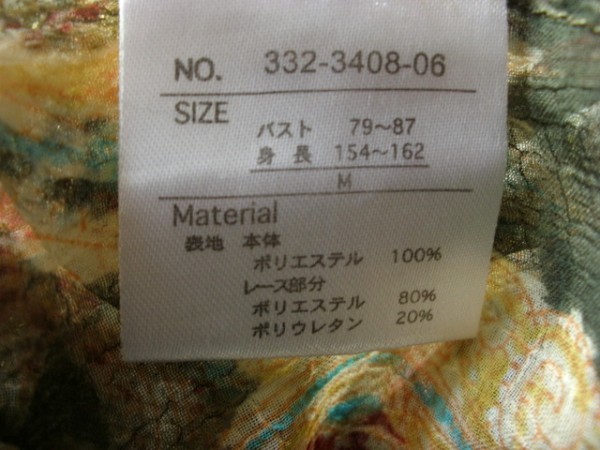 NO. 332-3408-06
SIZE
バスト 79〜87
身長 154〜162
M
Material
表地 本体
ポリエステル 100%
レース部分
ポリエステル 80%
ポリウレタン 20%